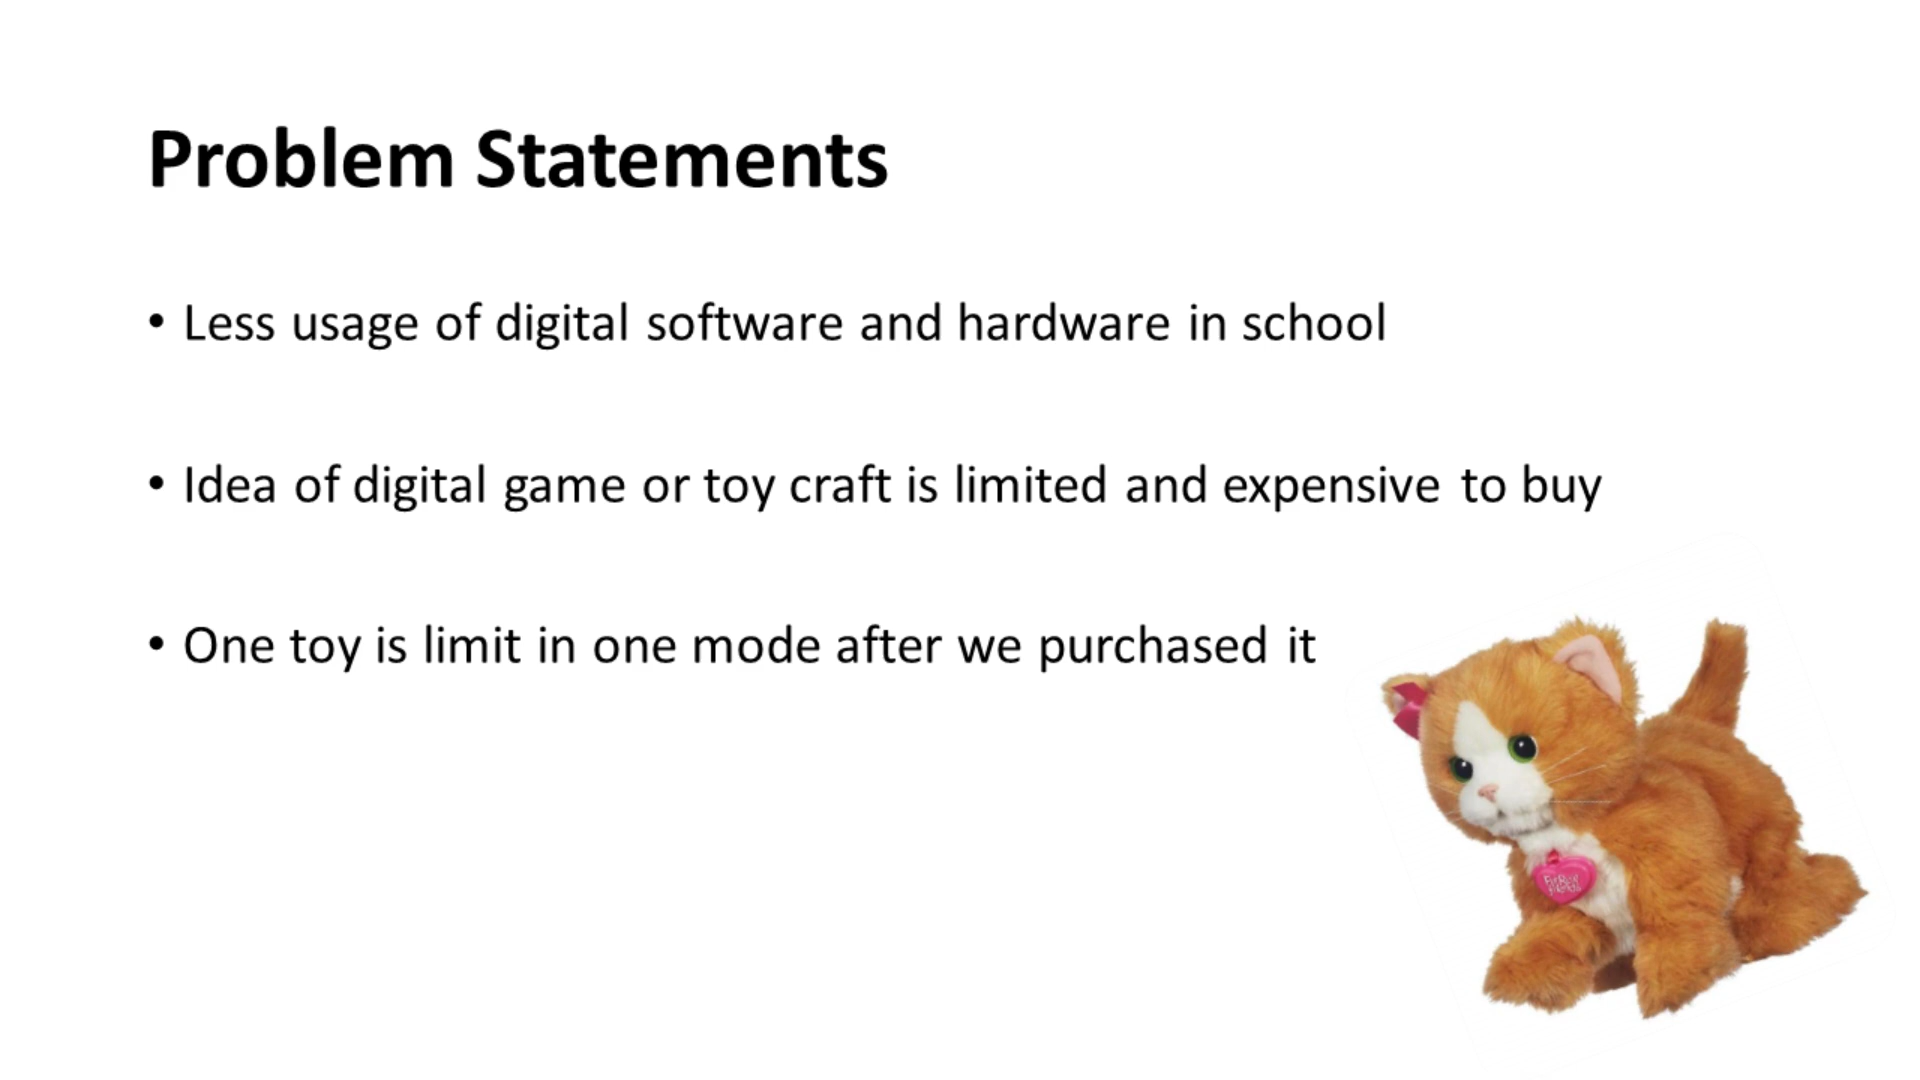 Problem Statements
• Less usage of digital software and hardware in school
• Idea of digital game or toy craft is limited and expensive to buy
• One toy is limit in one mode after we purchased it